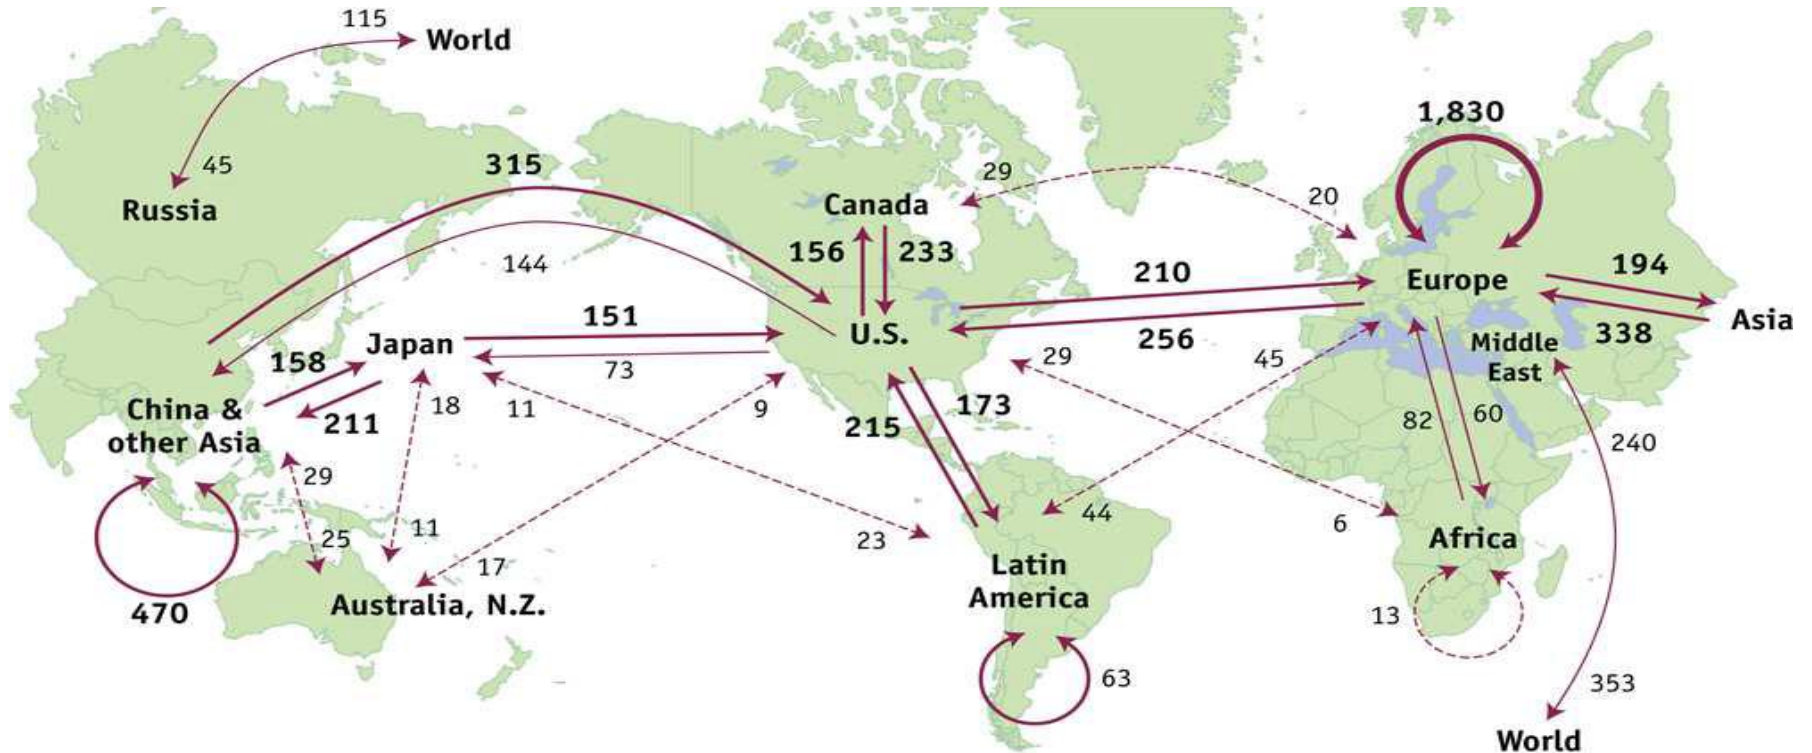 115
World
1,830
315
45
29
Canada
20
Russia
156
233
144
210
194
Europe
Asia
151
U.S.
256
338
Japan
Middle
East
158
73
29
45
China &
other Asia
211
18
11
9
215
173
82
60
240
29
25
11
17
23
44
6
Africa
Latin
America
470
Australia, N.Z.
13
63
353
World